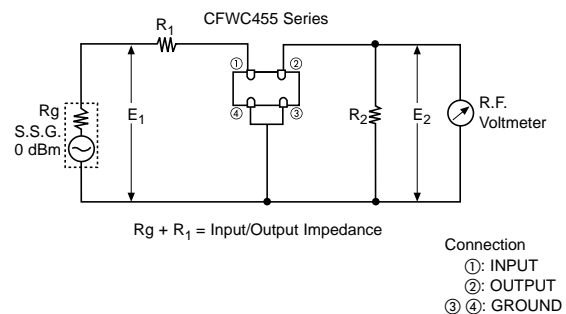 CFWC455 Series
R1
① ②
④ ③
Rg
S.S.G.
0 dBm
E1
R2
E2
R.F.
Voltmeter
Rg + R1 = Input/Output Impedance
Connection
①: INPUT
②: OUTPUT
③ ④: GROUND